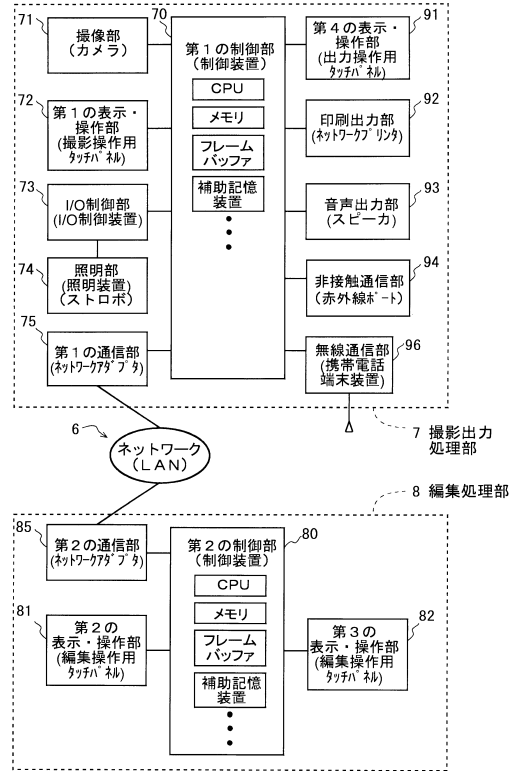 71
撮像部
(カメラ)
72
第1の表示・
操作部
(撮影操作用
タッチパネル)
73
I/O制御部
(I/O制御装置)
74
照明部
(照明装置)
(ストロボ)
75
第1の通信部
(ネットワークアダプタ)
70
第1の制御部
(制御装置)
CPU
メモリ
フレーム
バッファ
補助記憶
装置
91
第4の表示・
操作部
(出力操作用
タッチパネル)
92
印刷出力部
(ネットワークプリンタ)
93
音声出力部
(スピーカ)
94
非接触通信部
(赤外線ポート)
96
無線通信部
(携帯電話
端末装置)
7 撮影出力
処理部
6
ネットワーク
(LAN)
8 編集処理部
85
第2の通信部
(ネットワークアダプタ)
81
第2の
表示・操作部
(編集操作用
タッチパネル)
80
第2の制御部
(制御装置)
CPU
メモリ
フレーム
バッファ
補助記憶
装置
82
第3の
表示・操作部
(編集操作用
タッチパネル)